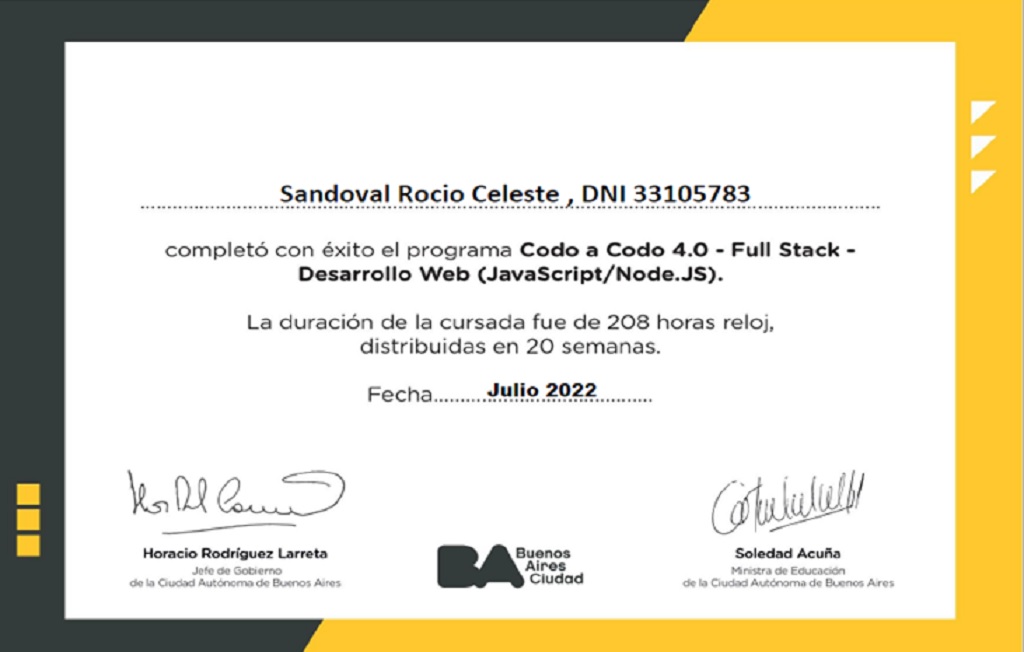 Sandoval Rocio Celeste , DNI 33105783
completó con éxito el programa Codo a Codo 4.0 - Full Stack -
Desarrollo Web (JavaScript/Node.JS).
La duración de la cursada fue de 208 horas reloj,
distribuidas en 20 semanas.
Fecha.........Julio 2022.........
Horacio Rodríguez Larreta
Jefe de Gobierno
de la Ciudad Autónoma de Buenos Aires
BA Buenos
Aires
Ciudad
Soledad Acuña
Ministra de Educación
de la Ciudad Autónoma de Buenos Aires